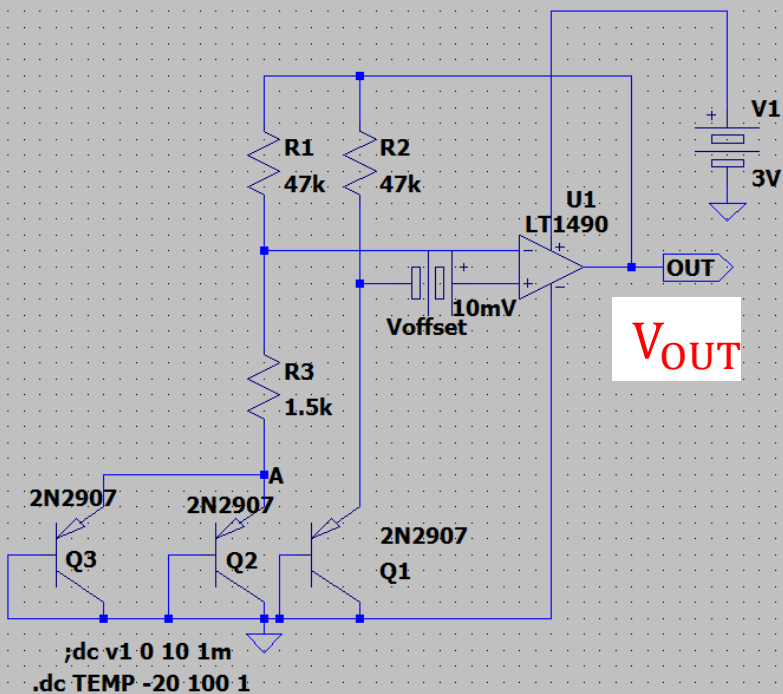 V1
3V
R1
47k
R2
47k
U1
LT1490
+
-
+
+
-
OUT
+
10mV
Voffset
V_OUT
R3
1.5k
A
2N2907
Q3
2N2907
Q2
2N2907
Q1
;dc v1 0 10 1m
.dc TEMP -20 100 1